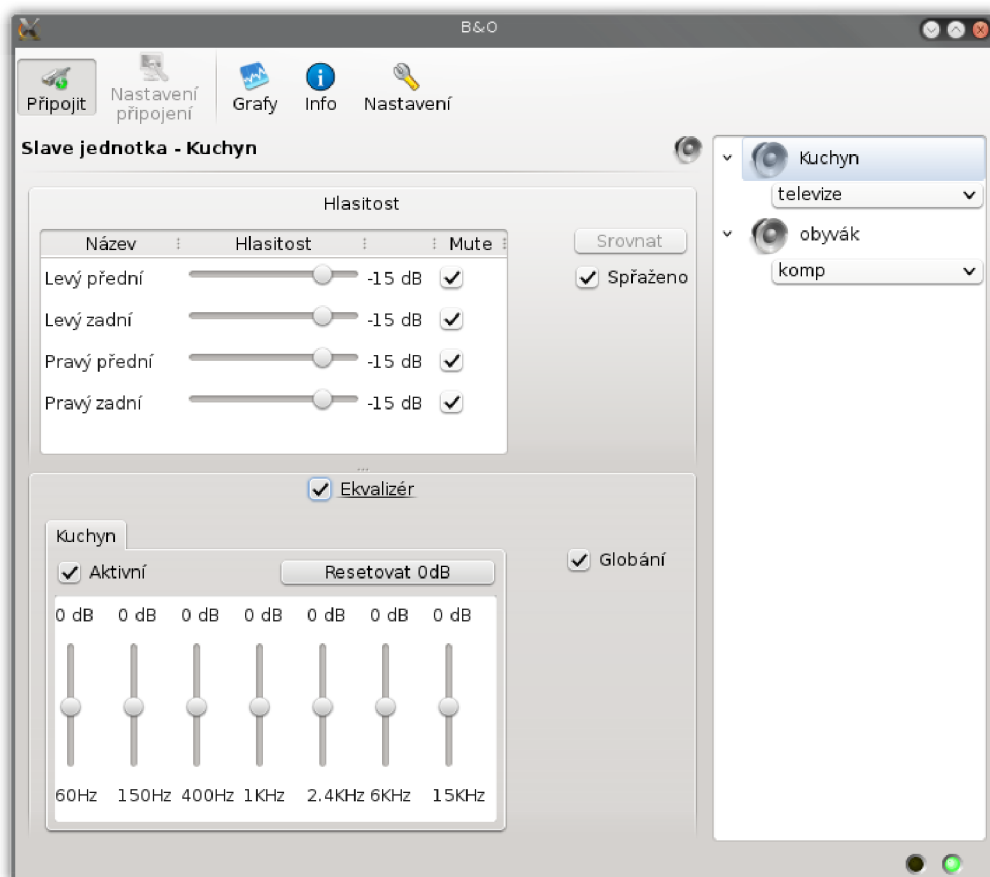 B&O
Připojit
Nastavení
připojení
Grafy
Info
Nastavení
Slave jednotka - Kuchyn
Hlasitost
Název Hlasitost Mute
Levý přední -15 dB
Levý zadní -15 dB
Pravý přední -15 dB
Pravý zadní -15 dB
Srovnat
Spřaženo
Ekvalizér
Kuchyn
Aktivní
Resetovat 0dB
0 dB 0 dB 0 dB 0 dB 0 dB 0 dB 0 dB
60Hz 150Hz 400Hz 1KHz 2.4KHz 6KHz 15KHz
Globání
Kuchyn
televize
obyvák
komp